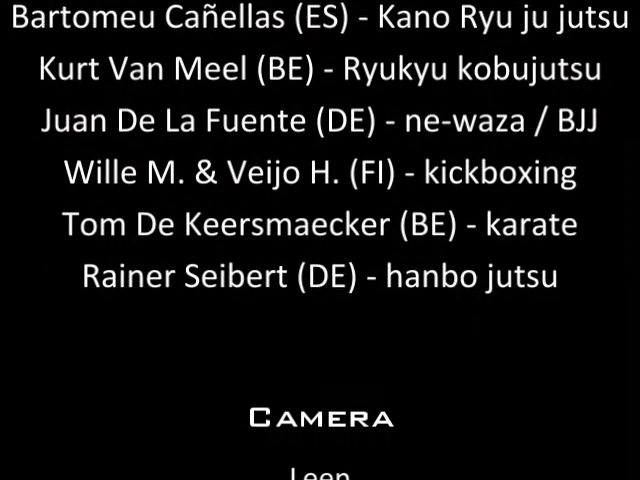 Bartomeu Cañellas (ES) - Kano Ryu ju jutsu
Kurt Van Meel (BE) - Ryukyu kobujutsu
Juan De La Fuente (DE) - ne-waza / BJJ
Wille M. & Veijo H. (FI) - kickboxing
Tom De Keersmaecker (BE) - karate
Rainer Seibert (DE) - hanbo jutsu
CAMERA
Leen